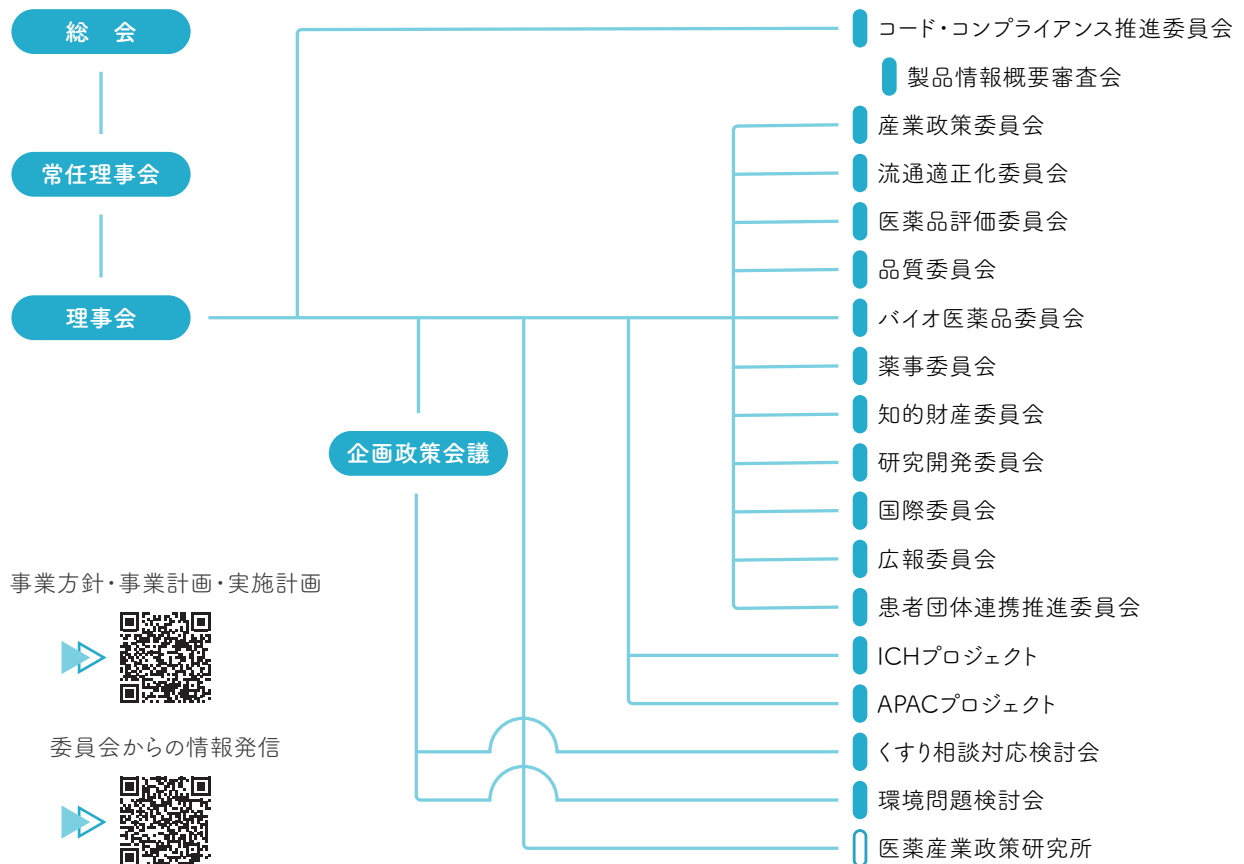 総 会
常任理事会
理事会
企画政策会議
コード・コンプライアンス推進委員会
製品情報概要審査会
産業政策委員会
流通適正化委員会
医薬品評価委員会
品質委員会
バイオ医薬品委員会
薬事委員会
知的財産委員会
研究開発委員会
国際委員会
広報委員会
患者団体連携推進委員会
ICHプロジェクト
APACプロジェクト
くすり相談対応検討会
環境問題検討会
医薬産業政策研究所
事業方針・事業計画・実施計画
委員会からの情報発信